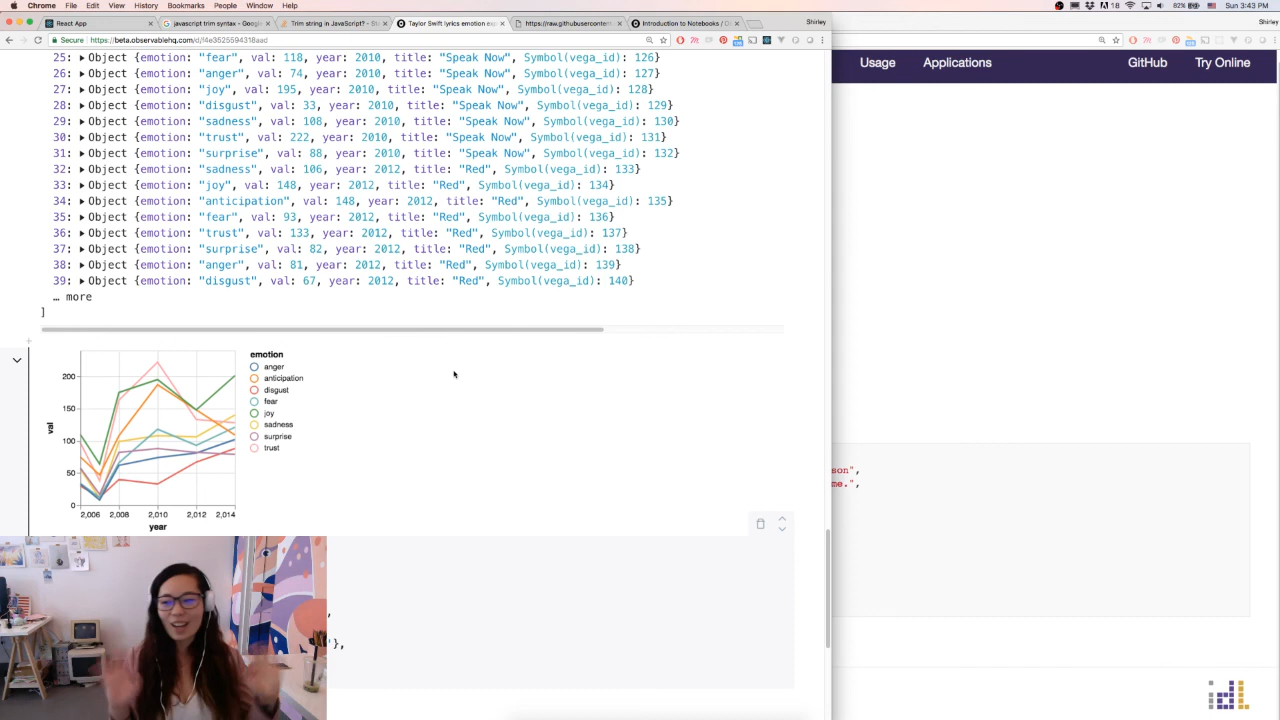 Chrome File Edit View History Bookmarks People Window Help
18 82% Sun 3:43 PM
React App
javascript trim syntax - Google
Trim string in JavaScript? - St
Taylor Swift lyrics emotion exp
https://raw.githubusercontent.
Introduction to Notebooks / O
Shirley
Shirley
Secure https://beta.observablehq.com/d/f4e3525594318aad
Usage Applications GitHub Try Online
25: ▸ Object {emotion: "fear", val: 118, year: 2010, title: "Speak Now", Symbol(vega_id): 126}
26: ▸ Object {emotion: "anger", val: 74, year: 2010, title: "Speak Now", Symbol(vega_id): 127}
27: ▸ Object {emotion: "joy", val: 195, year: 2010, title: "Speak Now", Symbol(vega_id): 128}
28: ▸ Object {emotion: "disgust", val: 33, year: 2010, title: "Speak Now", Symbol(vega_id): 129}
29: ▸ Object {emotion: "sadness", val: 108, year: 2010, title: "Speak Now", Symbol(vega_id): 130}
30: ▸ Object {emotion: "trust", val: 222, year: 2010, title: "Speak Now", Symbol(vega_id): 131}
31: ▸ Object {emotion: "surprise", val: 88, year: 2010, title: "Speak Now", Symbol(vega_id): 132}
32: ▸ Object {emotion: "sadness", val: 106, year: 2012, title: "Red", Symbol(vega_id): 133}
33: ▸ Object {emotion: "joy", val: 148, year: 2012, title: "Red", Symbol(vega_id): 134}
34: ▸ Object {emotion: "anticipation", val: 148, year: 2012, title: "Red", Symbol(vega_id): 135}
35: ▸ Object {emotion: "fear", val: 93, year: 2012, title: "Red", Symbol(vega_id): 136}
36: ▸ Object {emotion: "trust", val: 133, year: 2012, title: "Red", Symbol(vega_id): 137}
37: ▸ Object {emotion: "surprise", val: 82, year: 2012, title: "Red", Symbol(vega_id): 138}
38: ▸ Object {emotion: "anger", val: 81, year: 2012, title: "Red", Symbol(vega_id): 139}
39: ▸ Object {emotion: "disgust", val: 67, year: 2012, title: "Red", Symbol(vega_id): 140}
… more
]
emotion
anger
anticipation
disgust
fear
joy
sadness
surprise
trust
200
150
100
50
0
val
2,006 2,008 2,010 2,012 2,014
year
son",
me.",
,
'},
idl